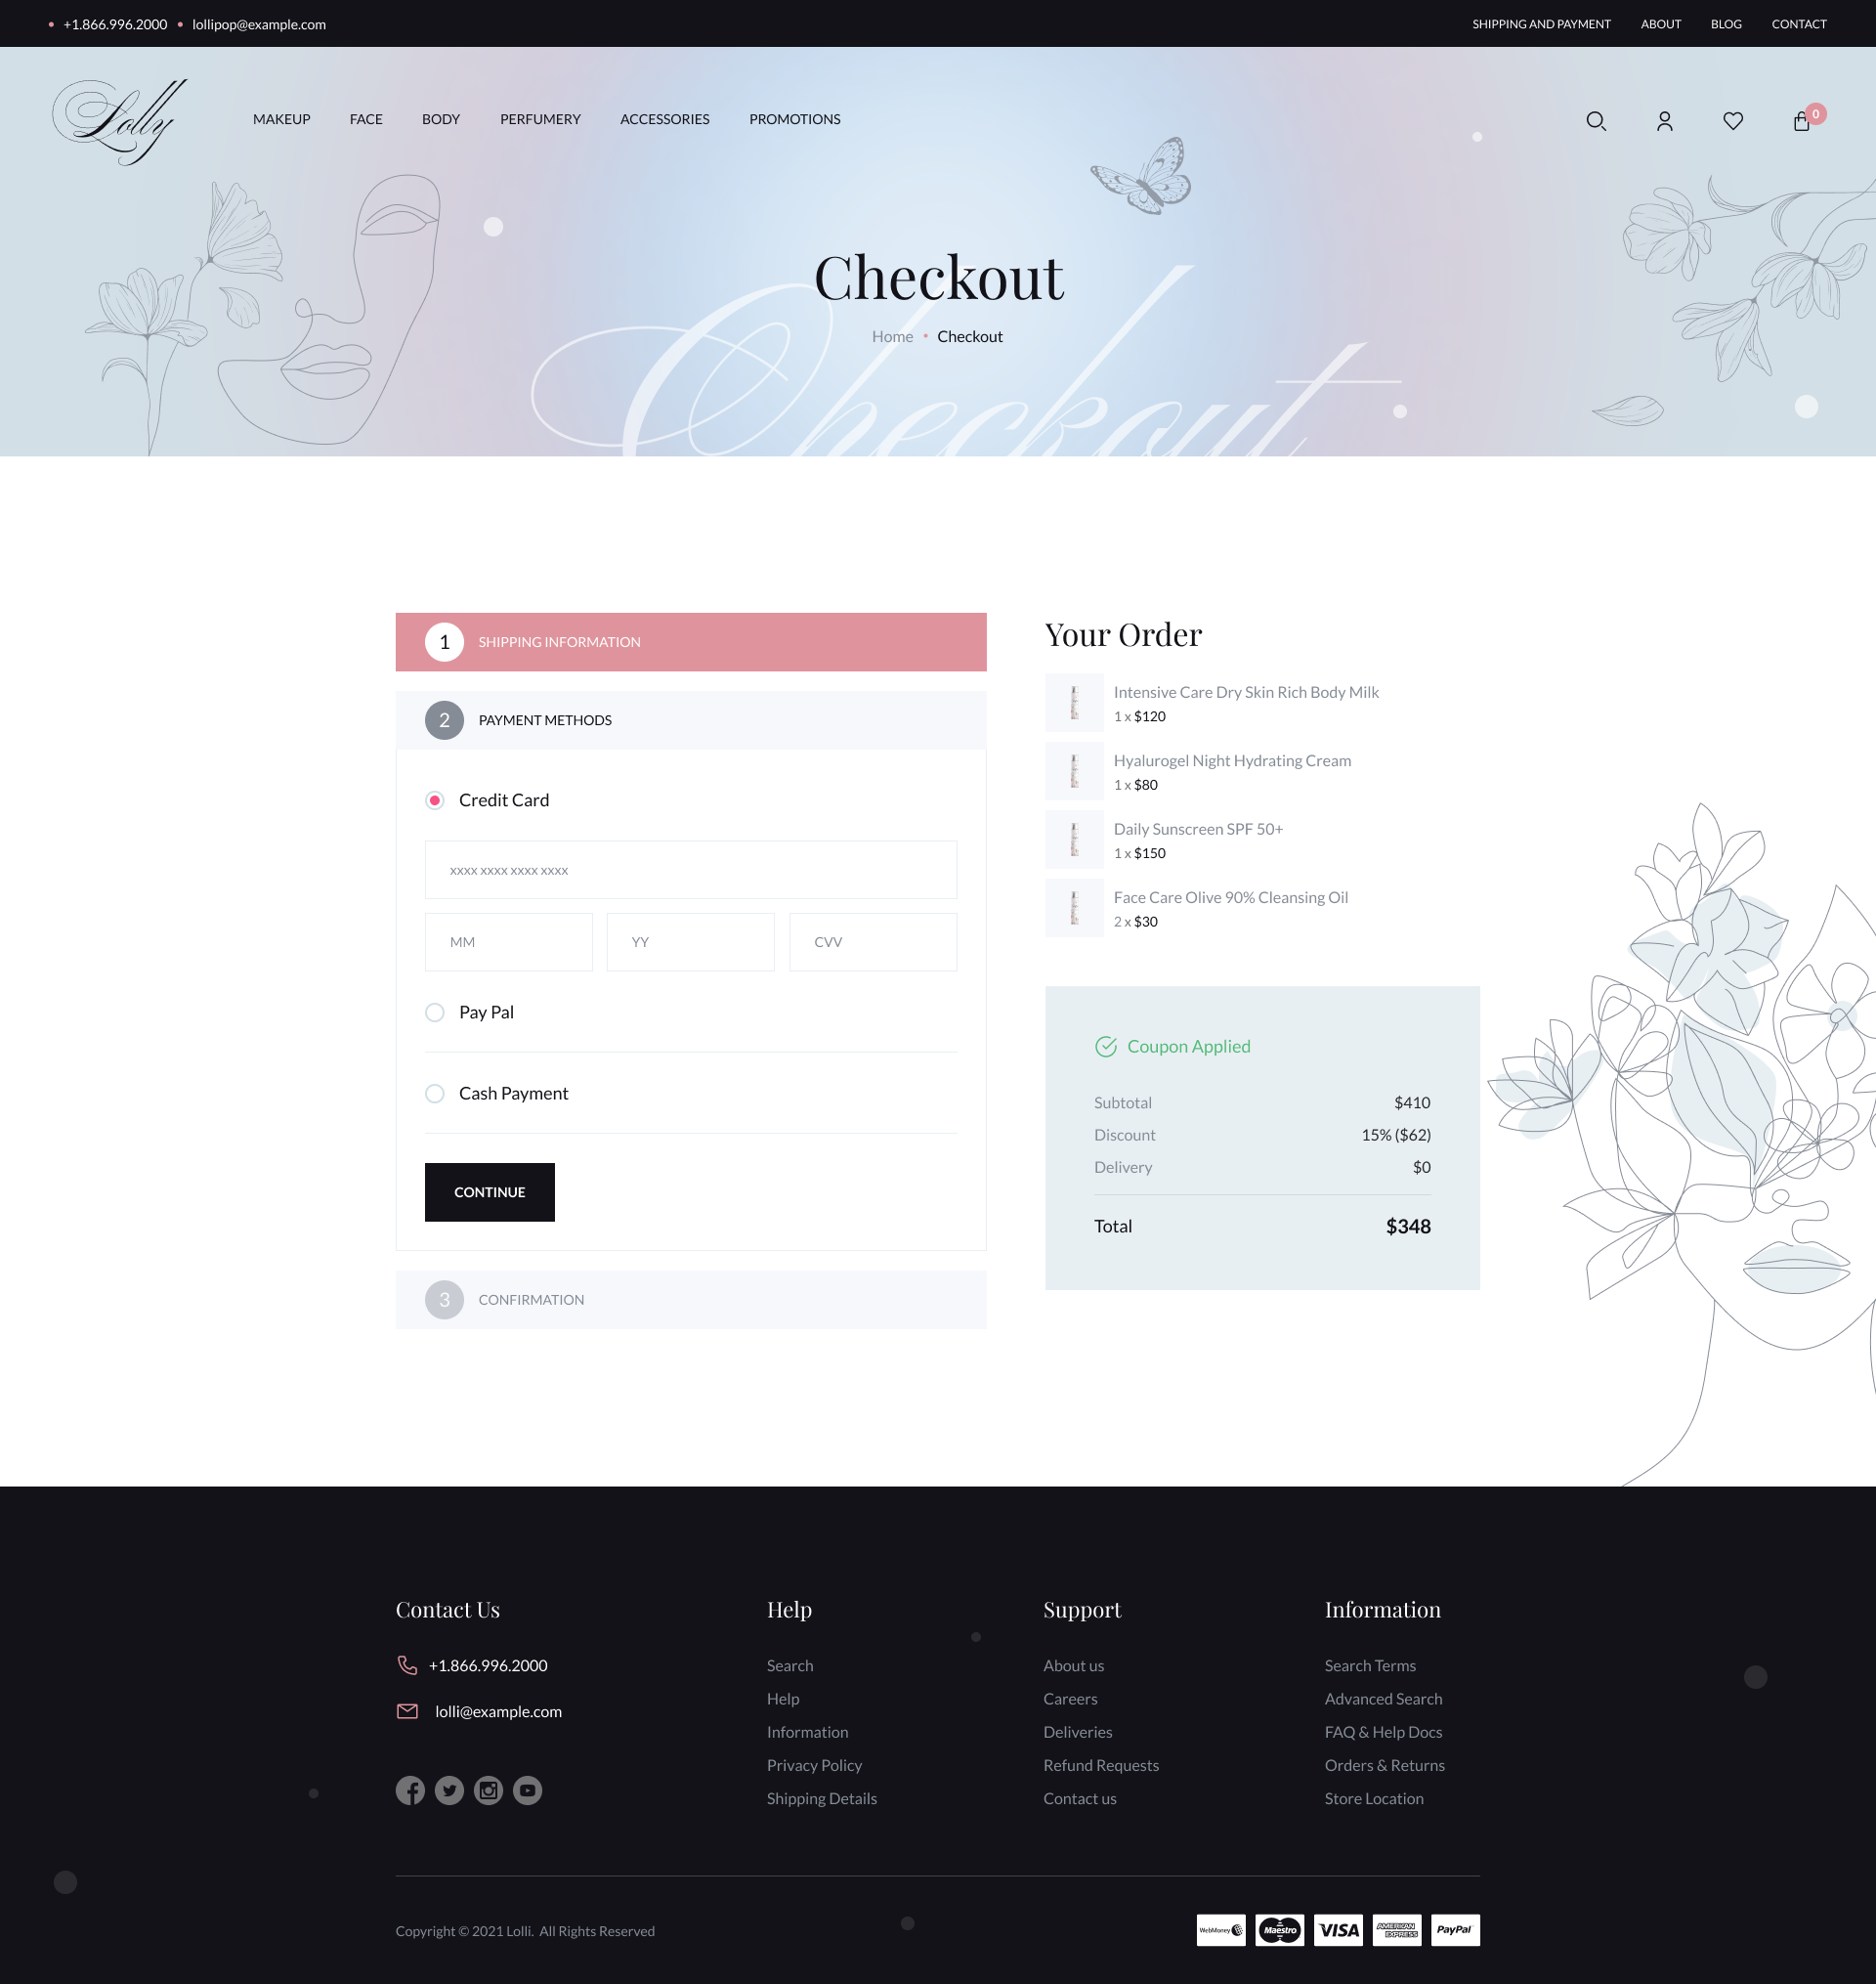 +1.866.996.2000 lollipop@example.com SHIPPING AND PAYMENT ABOUT BLOG CONTACT
Lolly MAKEUP FACE BODY PERFUMERY ACCESSORIES PROMOTIONS 0
Checkout
Home • Checkout
Checkout
1 SHIPPING INFORMATION
2 PAYMENT METHODS
Credit Card
xxxx xxxx xxxx xxxx
MM YY CVV
Pay Pal
Cash Payment
CONTINUE
3 CONFIRMATION
Your Order
Intensive Care Dry Skin Rich Body Milk
1 x $120
Hyalurogel Night Hydrating Cream
1 x $80
Daily Sunscreen SPF 50+
1 x $150
Face Care Olive 90% Cleansing Oil
2 x $30
Coupon Applied
Subtotal $410
Discount 15% ($62)
Delivery $0
Total $348
Contact Us
+1.866.996.2000
lolli@example.com
Help
Search
Help
Information
Privacy Policy
Shipping Details
Support
About us
Careers
Deliveries
Refund Requests
Contact us
Information
Search Terms
Advanced Search
FAQ & Help Docs
Orders & Returns
Store Location
Copyright © 2021 Lolli. All Rights Reserved
WebMoney Maestro VISA AMERICAN EXPRESS PayPal